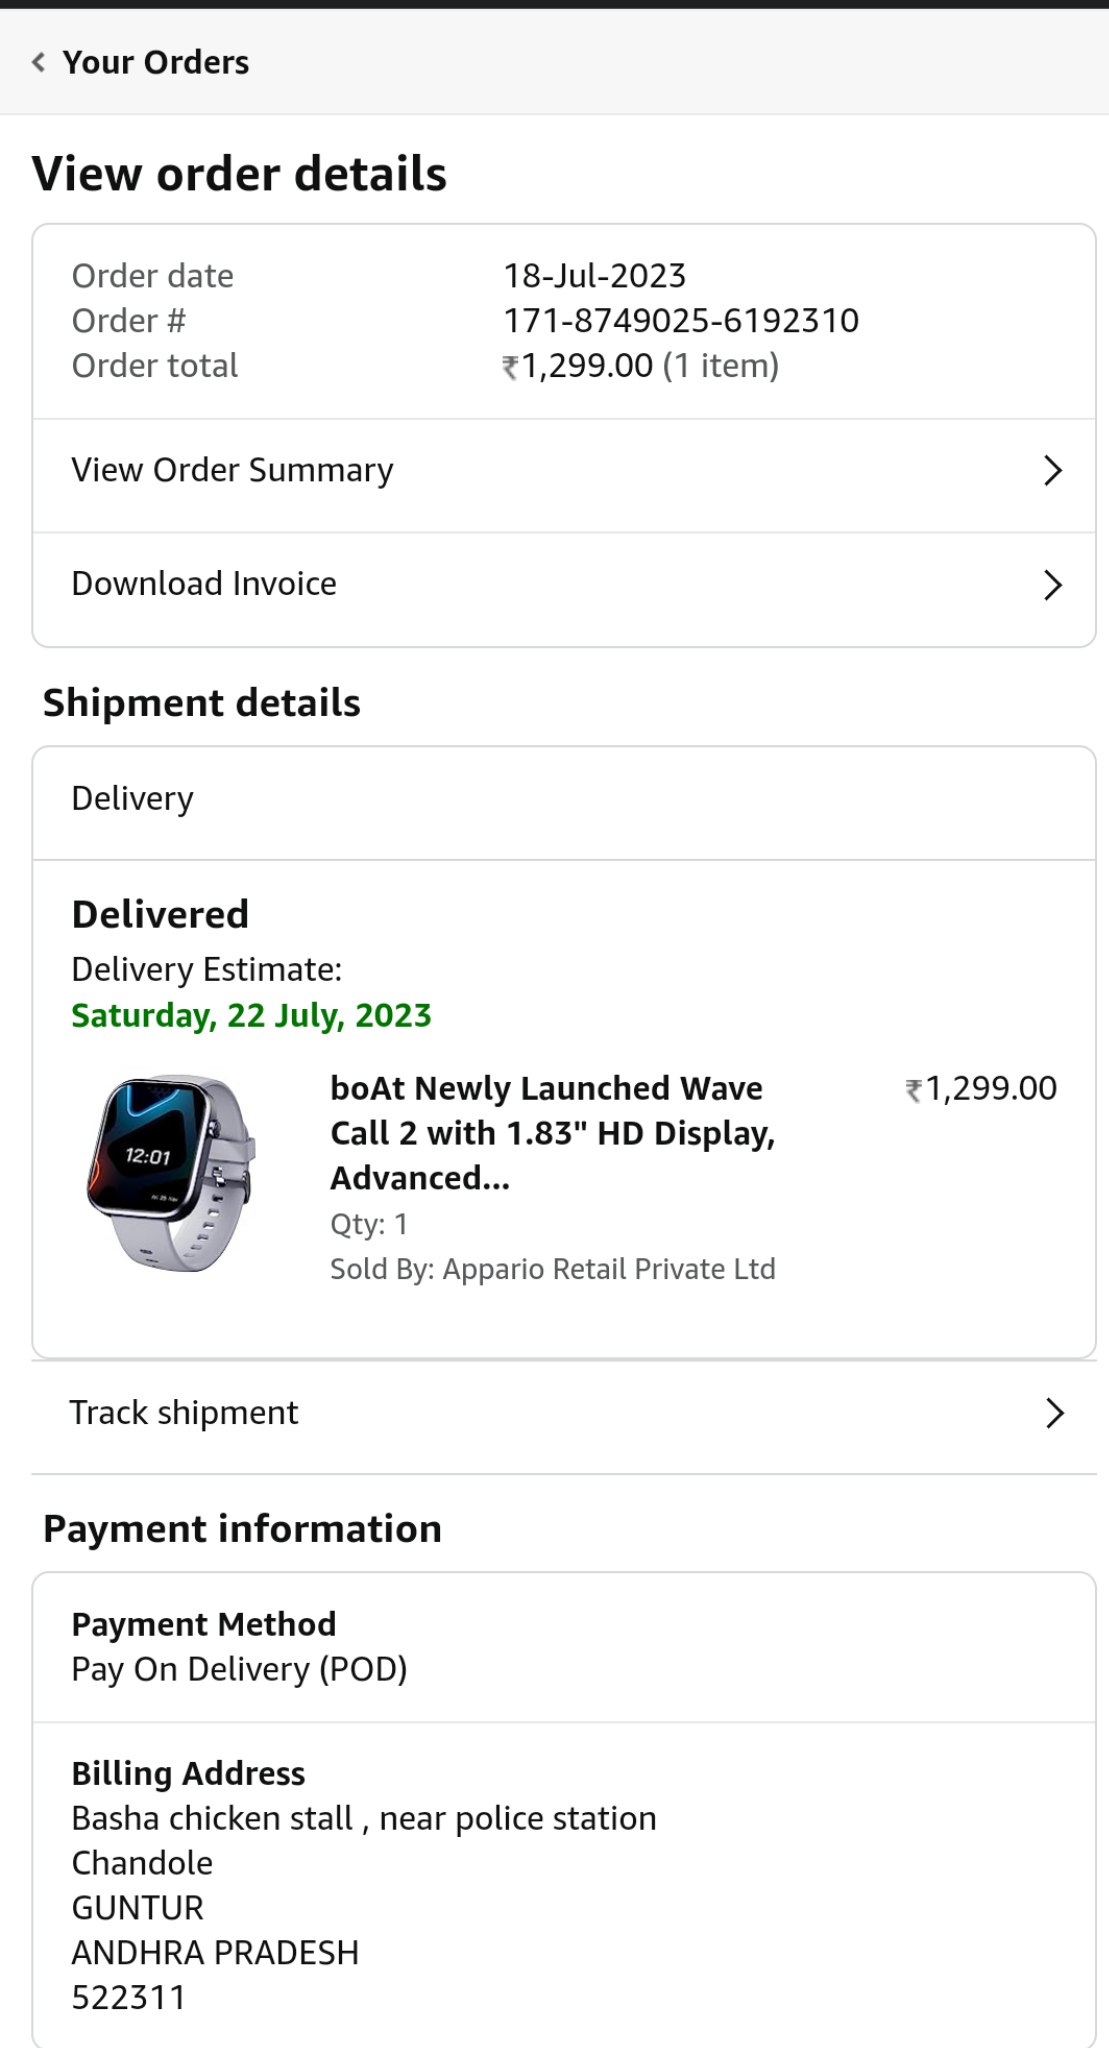 Your Orders
View order details
Order date 18-Jul-2023
Order # 171-8749025-6192310
Order total ₹1,299.00 (1 item)
View Order Summary
Download Invoice
Shipment details
Delivery
Delivered
Delivery Estimate:
Saturday, 22 July, 2023
12:01
boAt Newly Launched Wave ₹1,299.00
Call 2 with 1.83" HD Display,
Advanced...
Qty: 1
Sold By: Appario Retail Private Ltd
Track shipment
Payment information
Payment Method
Pay On Delivery (POD)
Billing Address
Basha chicken stall , near police station
Chandole
GUNTUR
ANDHRA PRADESH
522311